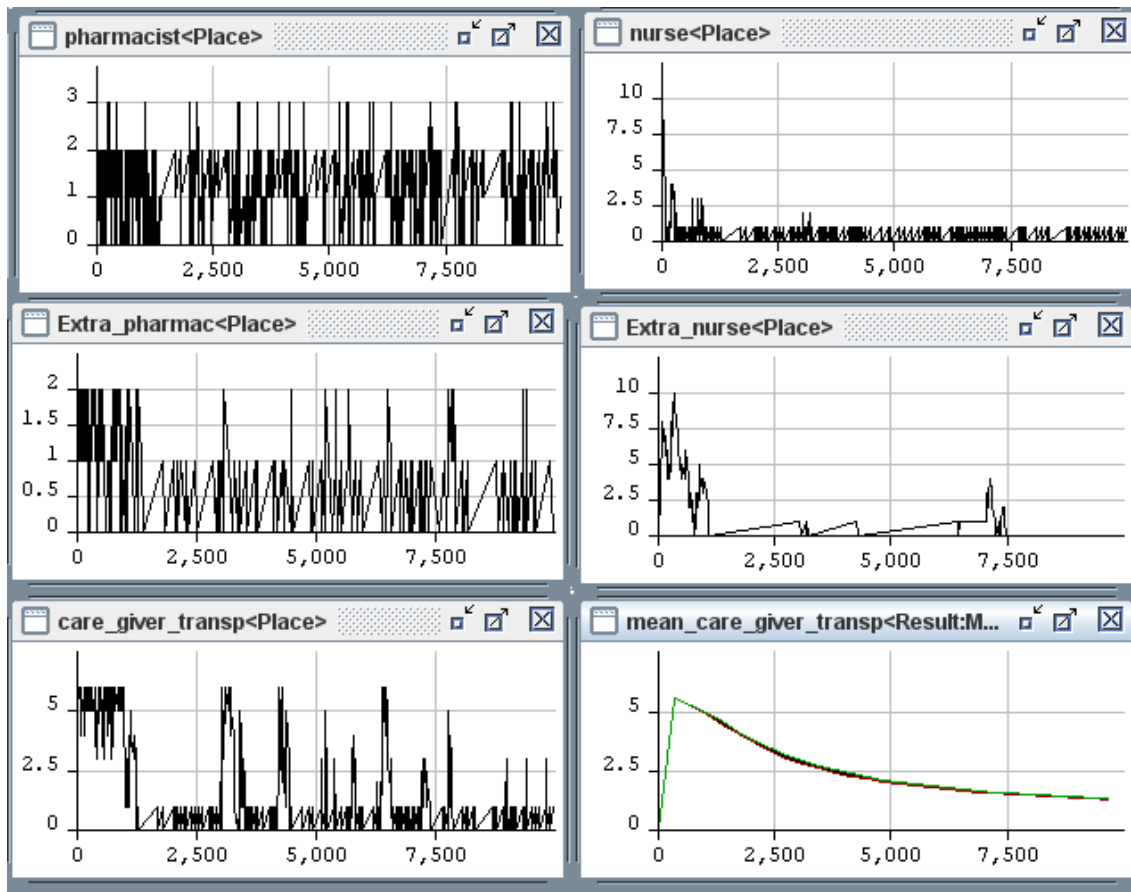 pharmacist<Place>
3
2
1
0
0 2,500 5,000 7,500
nurse<Place>
10
7.5
5
2.5
0
0 2,500 5,000 7,500
Extra_pharmac<Place>
2
1.5
1
0.5
0
0 2,500 5,000 7,500
Extra_nurse<Place>
10
7.5
5
2.5
0
0 2,500 5,000 7,500
care_giver_transp<Place>
5
2.5
0
0 2,500 5,000 7,500
mean_care_giver_transp<Result:M...
5
2.5
0
0 2,500 5,000 7,500